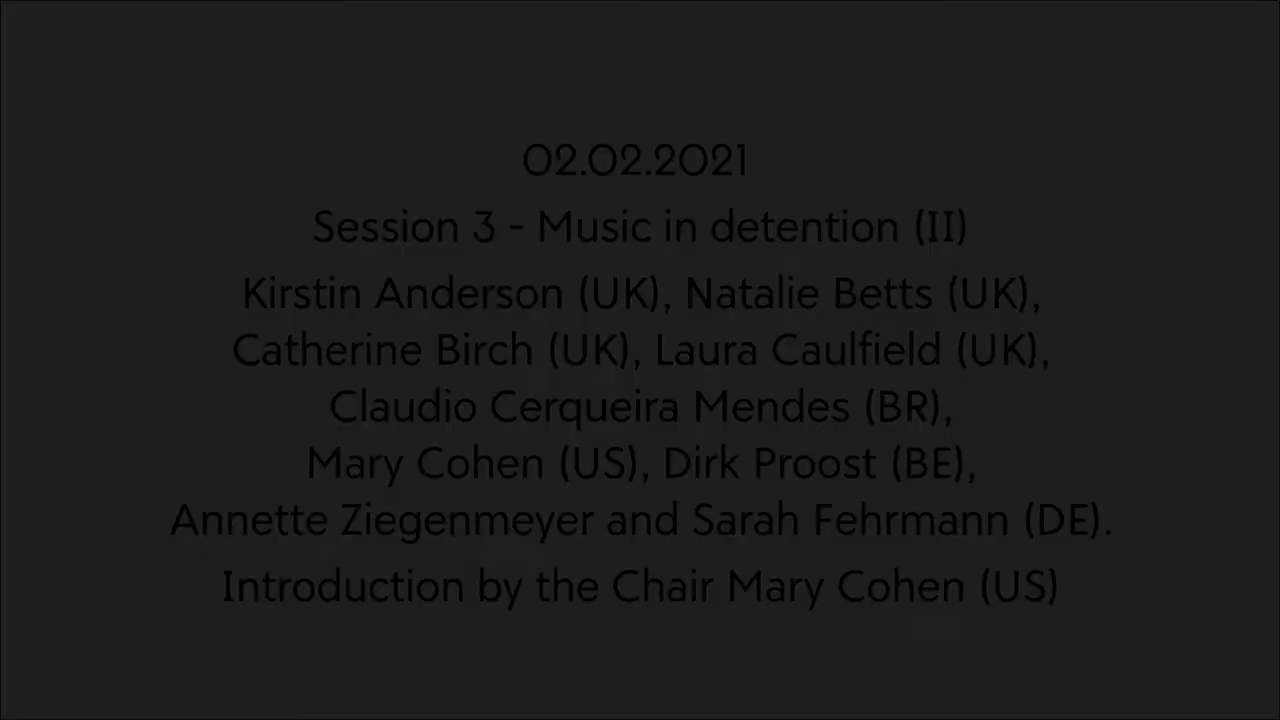 02.02.2021
Session 3 - Music in detention (II)
Kirstin Anderson (UK), Natalie Betts (UK),
Catherine Birch (UK), Laura Caulfield (UK),
Claudio Cerqueira Mendes (BR),
Mary Cohen (US), Dirk Proost (BE),
Annette Ziegenmeyer and Sarah Fehrmann (DE).
Introduction by the Chair Mary Cohen (US)